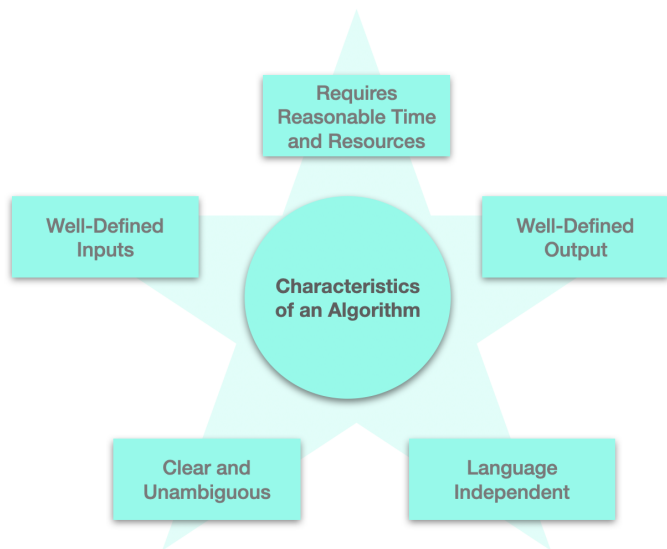 Requires
Reasonable Time
and Resources
Well-Defined
Inputs
Well-Defined
Output
Characteristics
of an Algorithm
Clear and
Unambiguous
Language
Independent